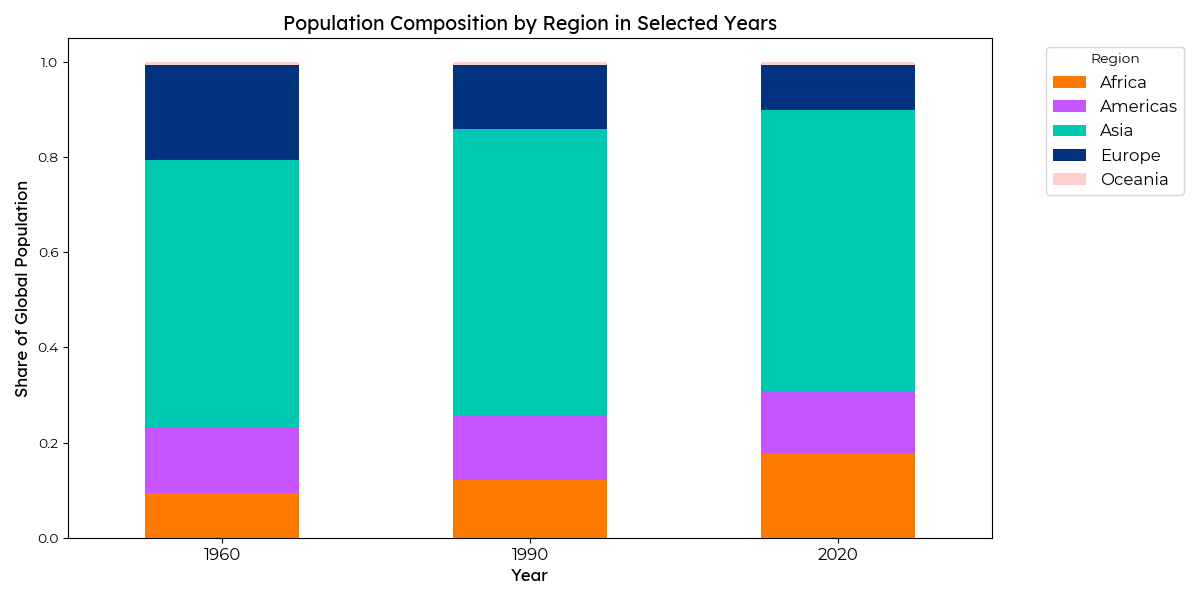 Population Composition by Region in Selected Years
Share of Global Population
1.0
0.8
0.6
0.4
0.2
0.0
1960
1990
2020
Year
Region
Africa
Americas
Asia
Europe
Oceania